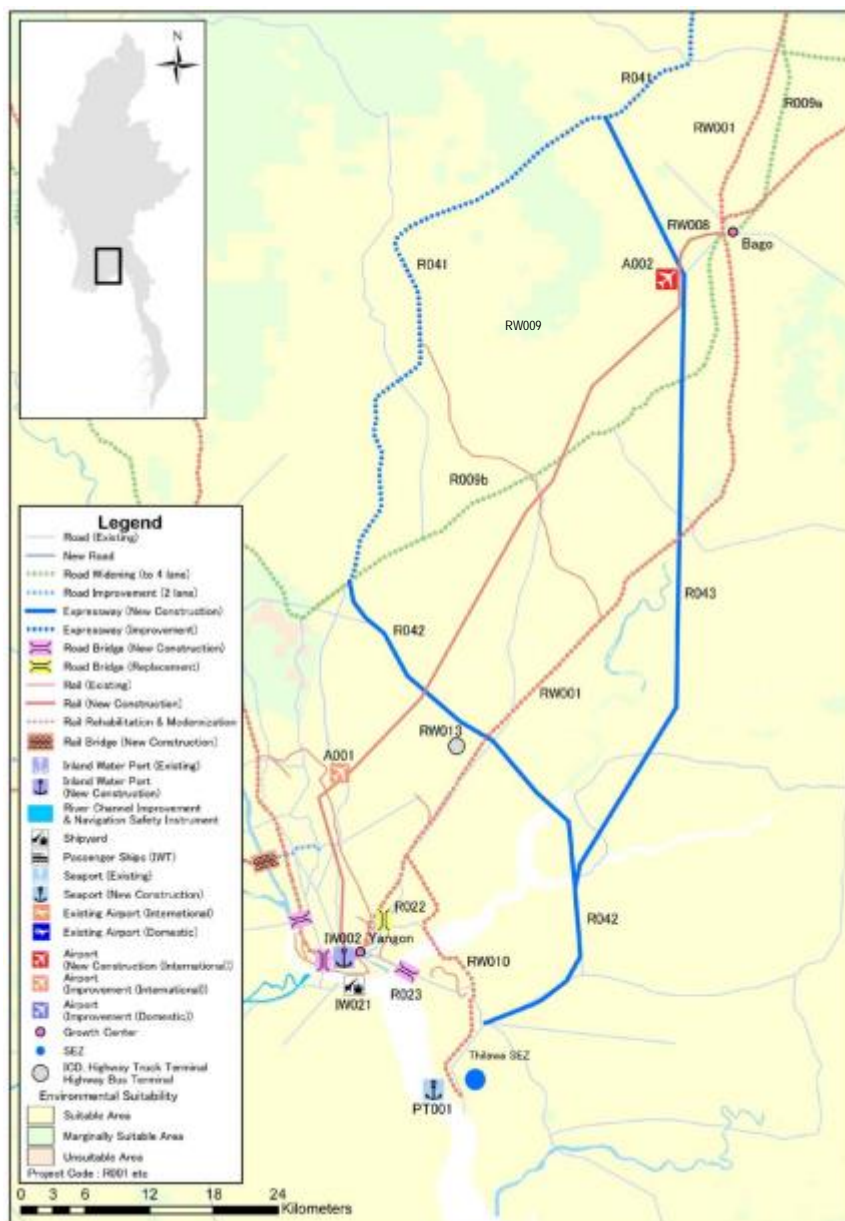 N
R041
R009a
RW001
RW008
Bago
A002
R041
RW009
R009b
R043
R042
RW001
RW013
A001
R022
IW002 Yangon
R042
RW010
R023
IW021
Thilawa SEZ
PT001
Legend
Road (Existing)
New Road
Road Widening (to 4 lane)
Road Improvement (2 lane)
Expressway (New Construction)
Expressway (Improvement)
Road Bridge (New Construction)
Road Bridge (Replacement)
Rail (Existing)
Rail (New Construction)
Rail Rehabilitation & Modernization
Rail Bridge (New Construction)
Inland Water Port (Existing)
Inland Water Port
(New Construction)
River Channel Improvement
& Navigation Safety Instrument
Shipyard
Passenger Ships (IWT)
Seaport (Existing)
Seaport (New Construction)
Existing Airport (International)
Existing Airport (Domestic)
Airport
(New Construction (International))
Airport
(Improvement (International))
Airport
(Improvement (Domestic))
Growth Center
SEZ
ICD, Highway Truck Terminal
Highway Bus Terminal
Environmental Suitability
Suitable Area
Marginally Suitable Area
Unsuitable Area
Project Code : R001 etc
0 3 6 12 18 24
Kilometers